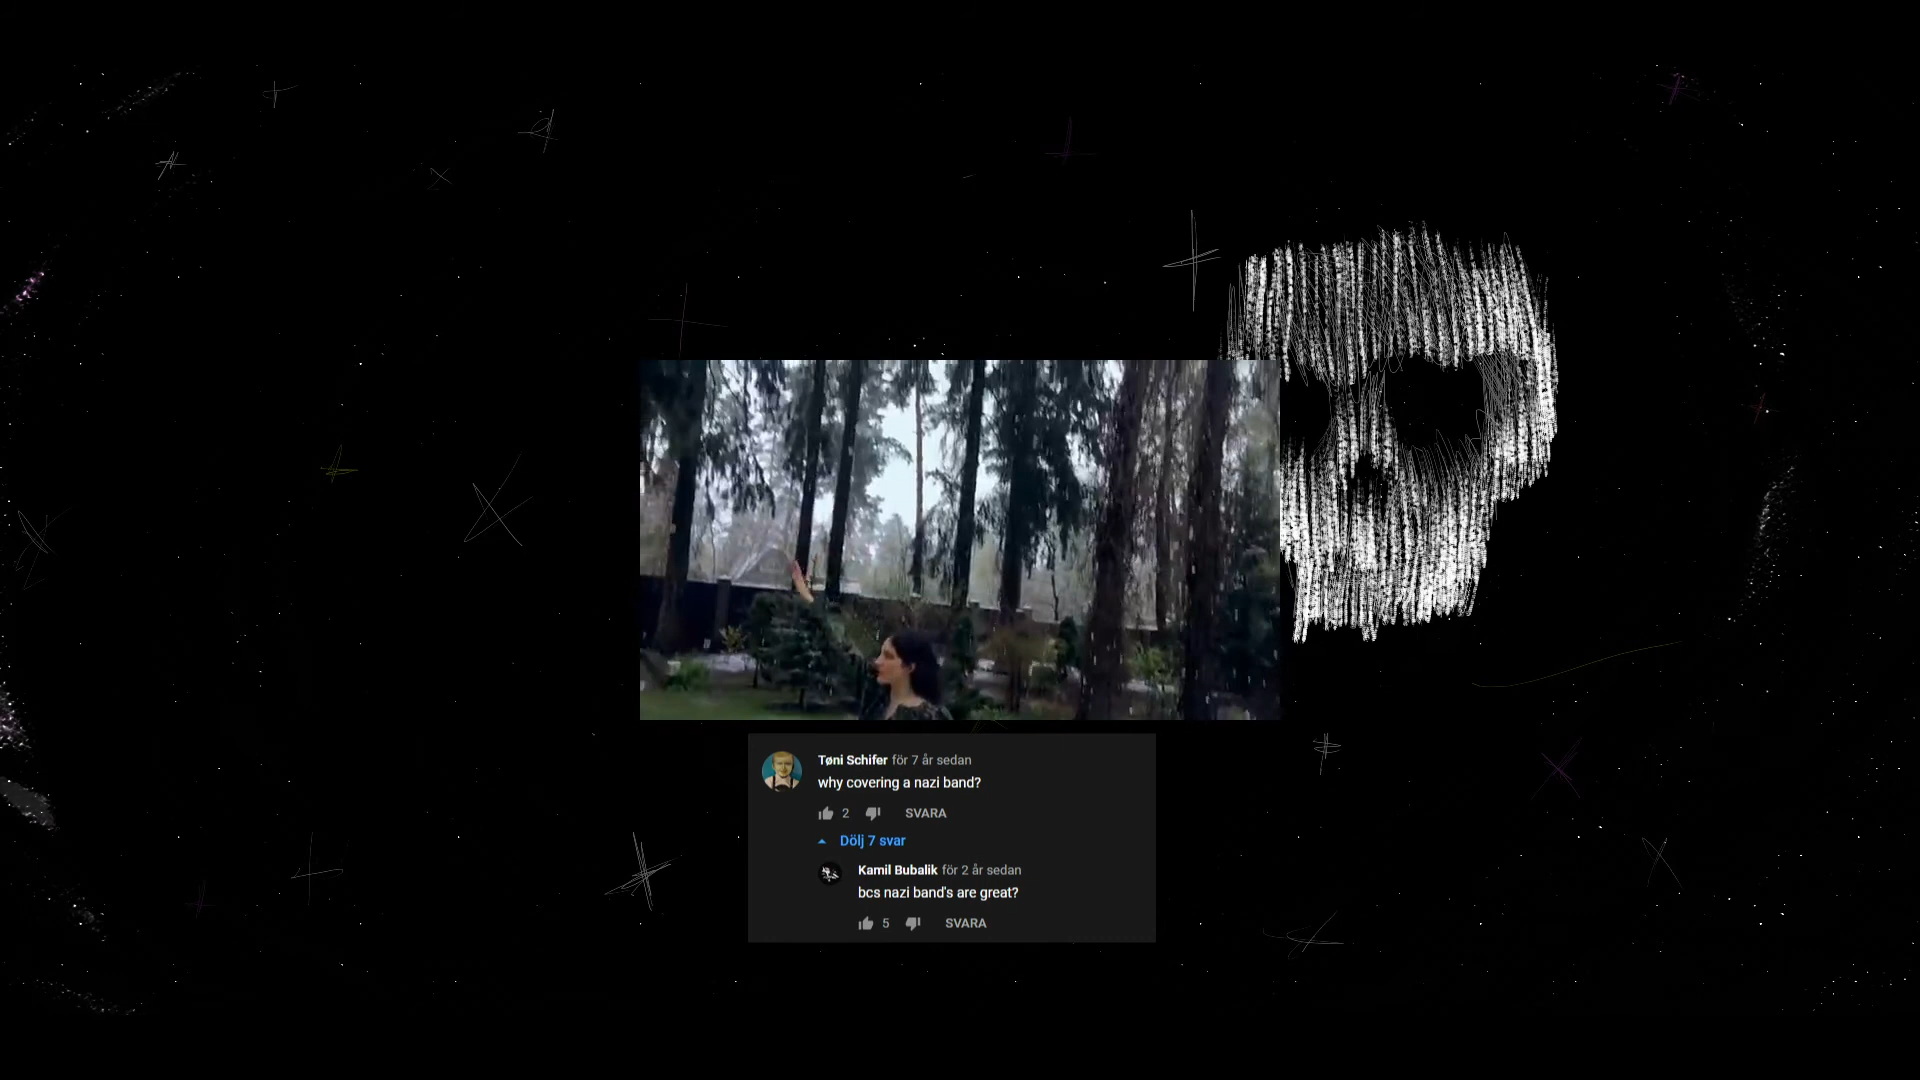 Tøni Schifer för 7 år sedan
why covering a nazi band?
2 SVARA
Dölj 7 svar
Kamil Bubalik för 2 år sedan
bcs nazi band's are great?
5 SVARA